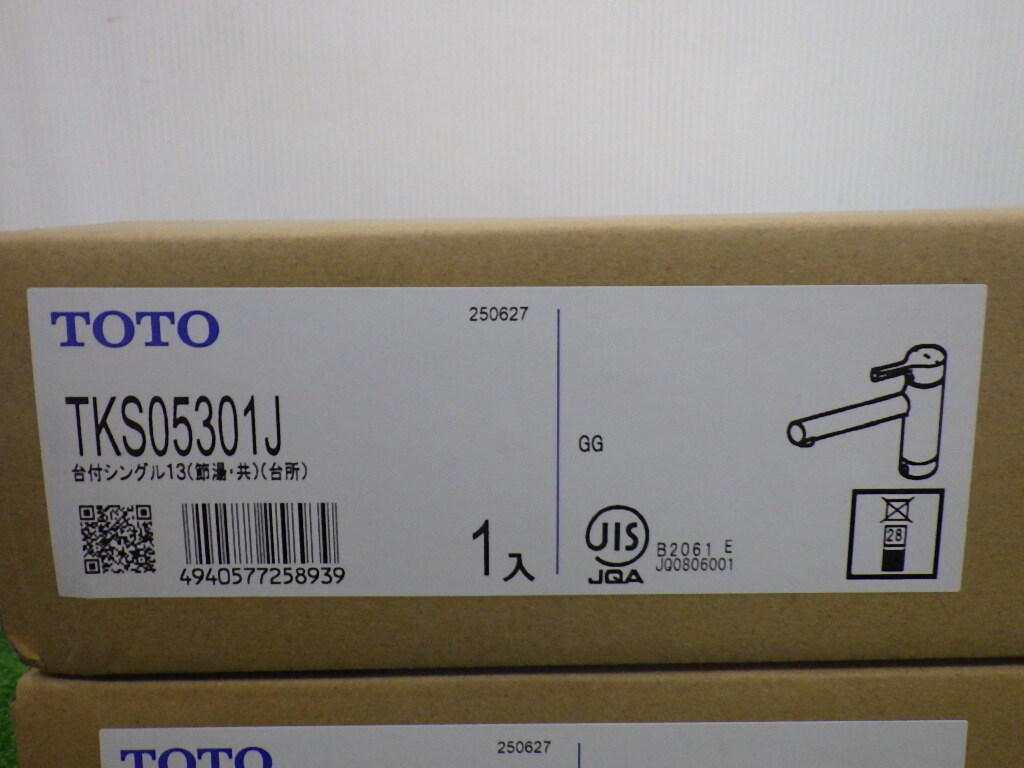 TOTO
250627
TKS05301J
台付シングル13(節湯・共)(台所)
4940577258939
1入
GG
JIS
JQA
B2061 E
JQ0806001
28
TOTO
250627